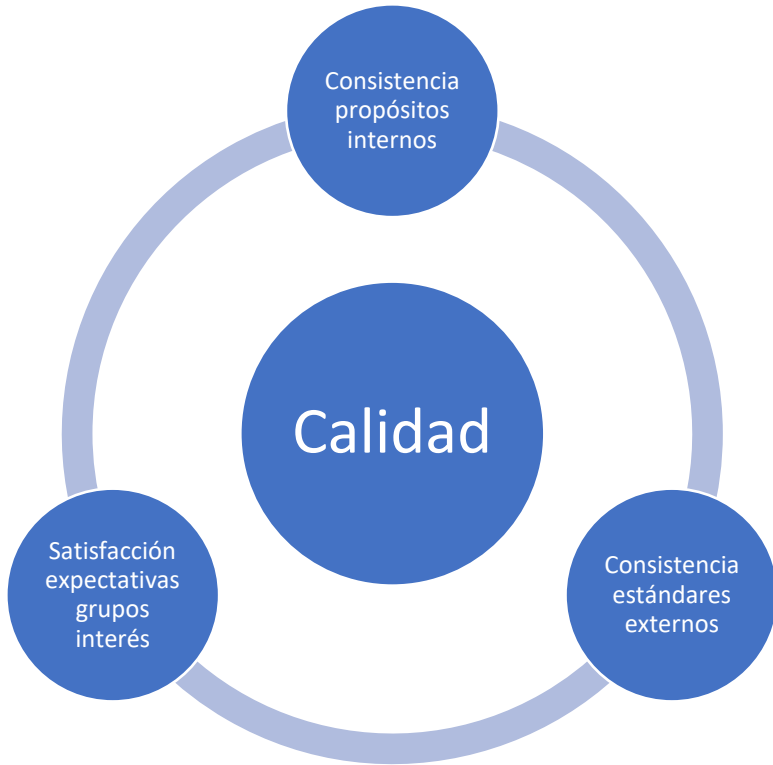 Consistencia
propósitos
internos
Calidad
Satisfacción
expectativas
grupos
interés
Consistencia
estándares
externos